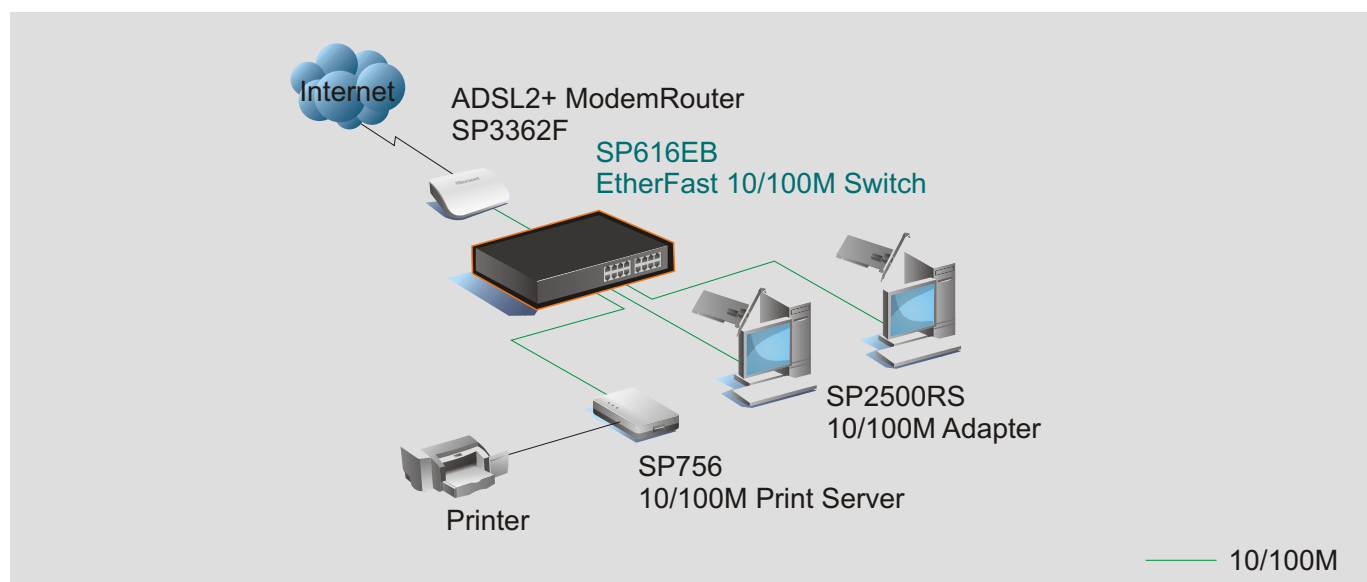 Internet
ADSL2+ ModemRouter
SP3362F
SP616EB
EtherFast 10/100M Switch
SP2500RS
10/100M Adapter
SP756
10/100M Print Server
Printer
10/100M